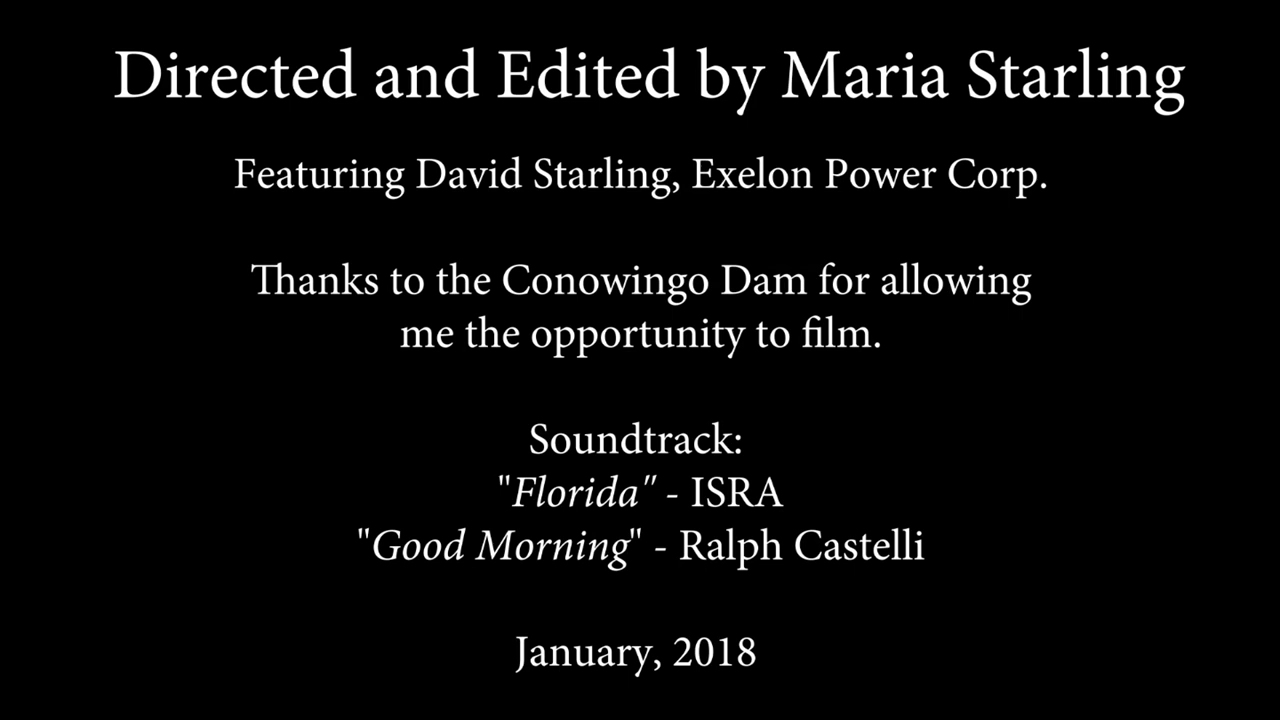 Directed and Edited by Maria Starling
Featuring David Starling, Exelon Power Corp.
Thanks to the Conowingo Dam for allowing
me the opportunity to film.
Soundtrack:
"Florida" - ISRA
"Good Morning" - Ralph Castelli
January, 2018